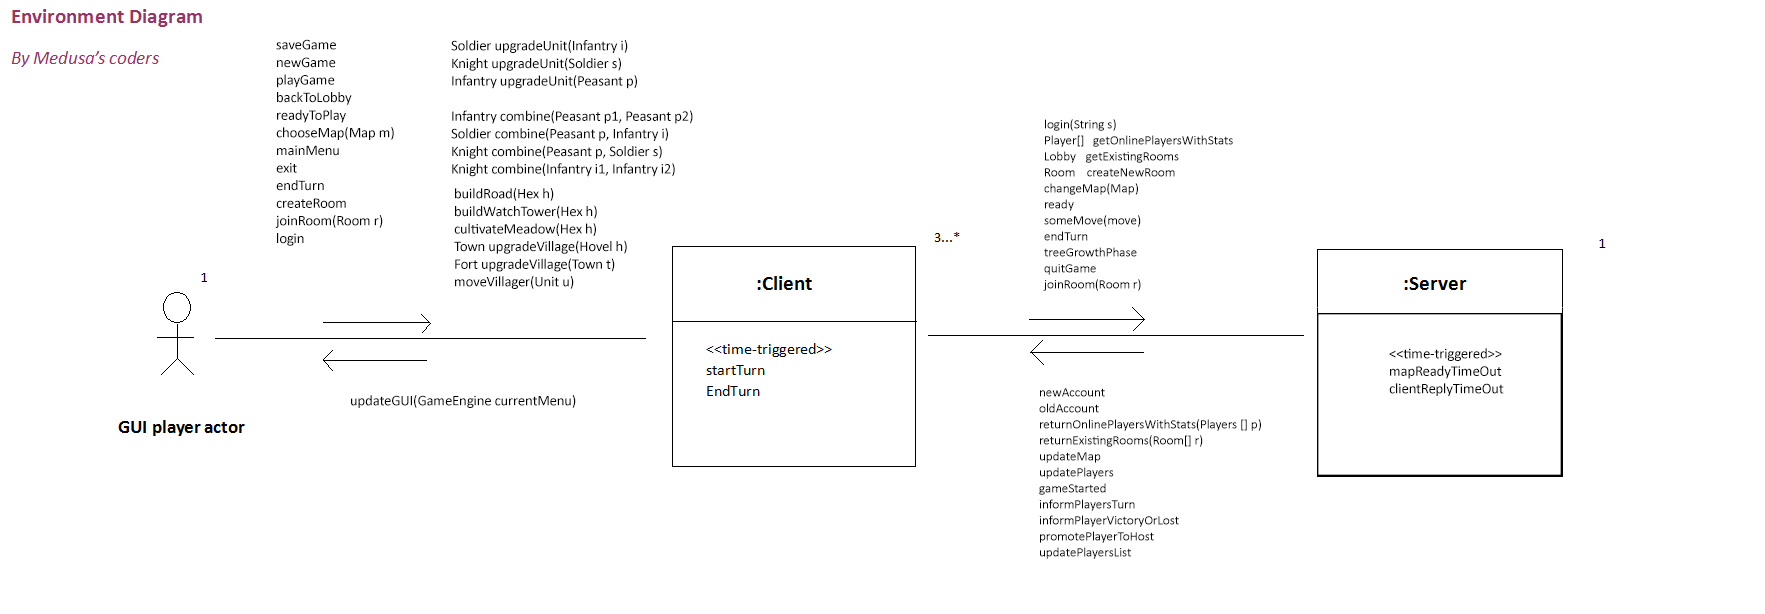 Environment Diagram
By Medusa's coders
saveGame
newGame
playGame
backToLobby
readyToPlay
chooseMap(Map m)
mainMenu
exit
endTurn
createRoom
joinRoom(Room r)
login
Soldier upgradeUnit(Infantry i)
Knight upgradeUnit(Soldier s)
Infantry upgradeUnit(Peasant p)
Infantry combine(Peasant p1, Peasant p2)
Soldier combine(Peasant p, Infantry i)
Knight combine(Peasant p, Soldier s)
Knight combine(Infantry i1, Infantry i2)
buildRoad(Hex h)
buildWatchTower(Hex h)
cultivateMeadow(Hex h)
Town upgradeVillage(Hovel h)
Fort upgradeVillage(Town t)
moveVillager(Unit u)
1
GUI player actor
updateGUI(GameEngine currentMenu)
:Client
<<time-triggered>>
startTurn
EndTurn
3...*
login(String s)
Player[] getOnlinePlayersWithStats
Lobby getExistingRooms
Room createNewRoom
changeMap(Map)
ready
someMove(move)
endTurn
treeGrowthPhase
quitGame
joinRoom(Room r)
newAccount
oldAccount
returnOnlinePlayersWithStats(Players [] p)
returnExistingRooms(Room[] r)
updateMap
updatePlayers
gameStarted
informPlayersTurn
informPlayerVictoryOrLost
promotePlayerToHost
updatePlayersList
1
:Server
<<time-triggered>>
mapReadyTimeOut
clientReplyTimeOut